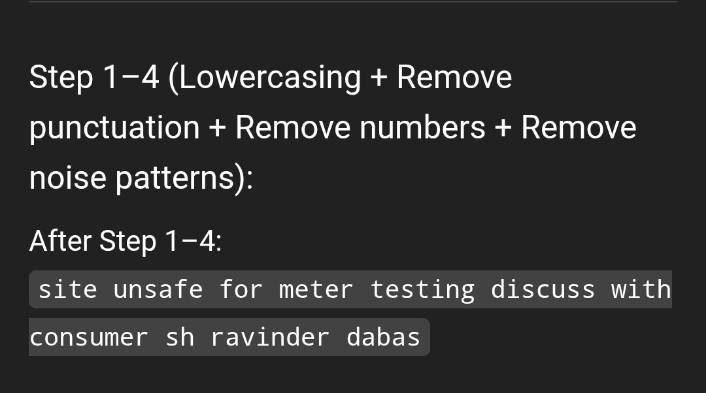 Step 1–4 (Lowercasing + Remove
punctuation + Remove numbers + Remove
noise patterns):
After Step 1–4:
site unsafe for meter testing discuss with
consumer sh ravinder dabas